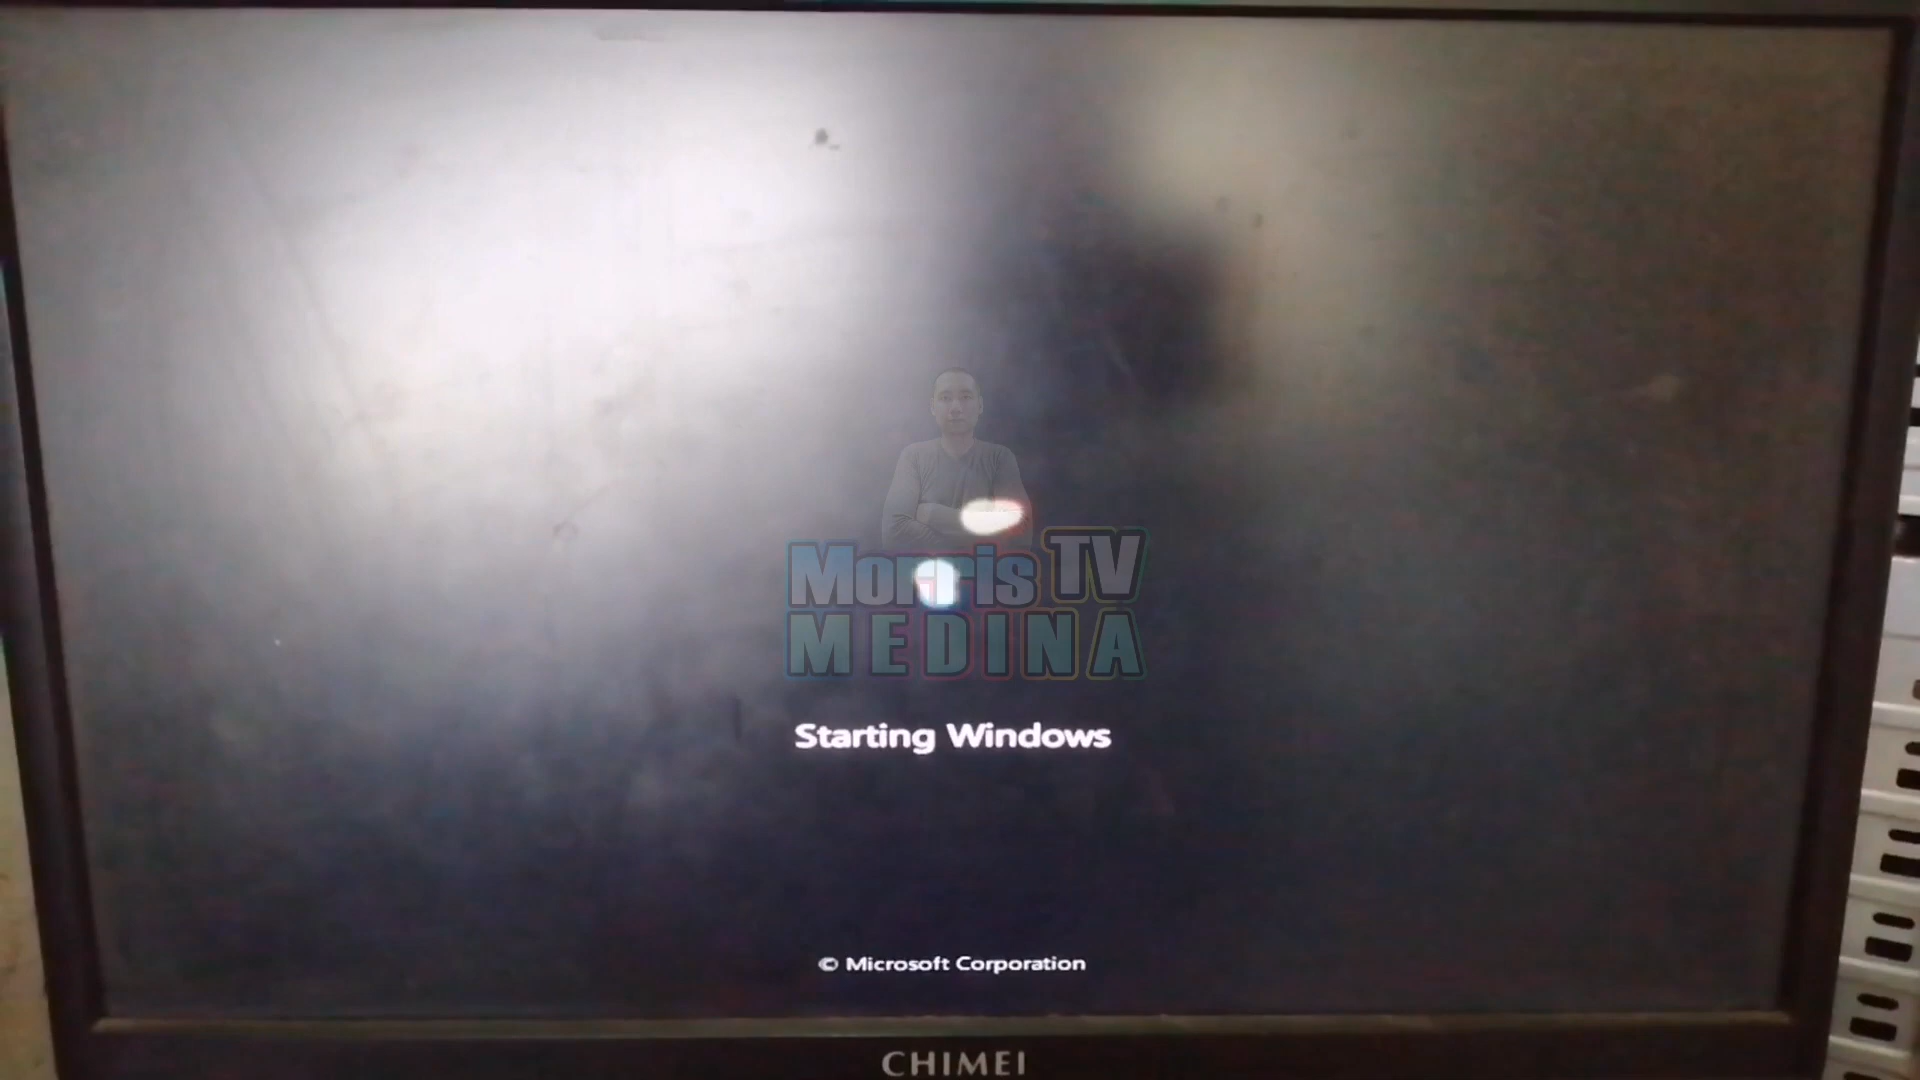 Morris TV
MEDINA
Starting Windows
© Microsoft Corporation
CHIMEI